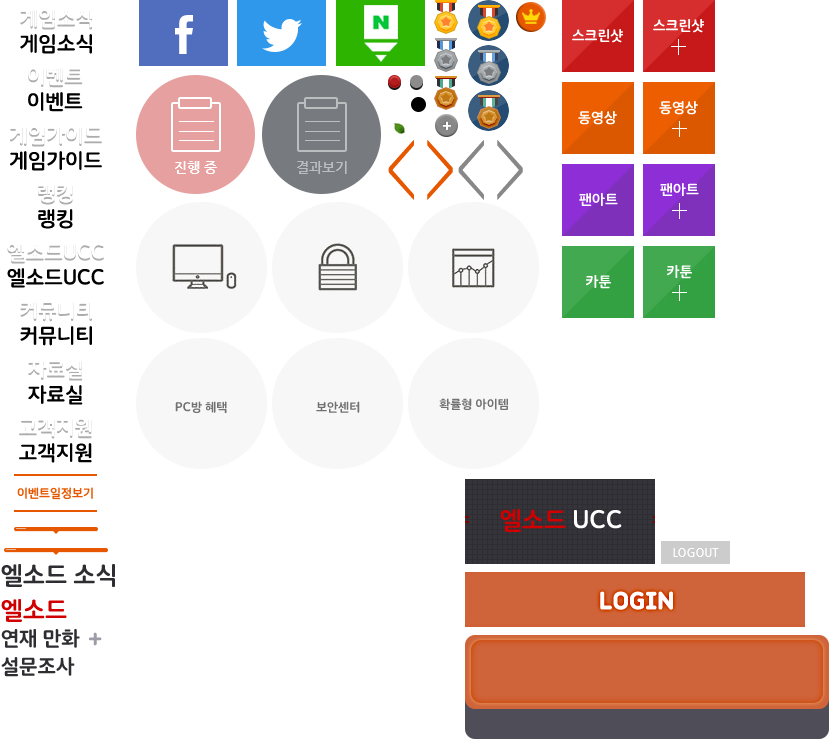 게임소식
게임소식
이벤트
이벤트
게임가이드
게임가이드
랭킹
랭킹
엘소드UCC
엘소드UCC
커뮤니티
커뮤니티
자료실
자료실
고객지원
고객지원
이벤트일정보기
엘소드 소식
엘소드
연재 만화 +
설문조사
N
진행 중
결과보기
PC방 혜택
보안센터
확률형 아이템
스크린샷
스크린샷
동영상
동영상
팬아트
팬아트
카툰
카툰
엘소드 UCC
LOGOUT
LOGIN